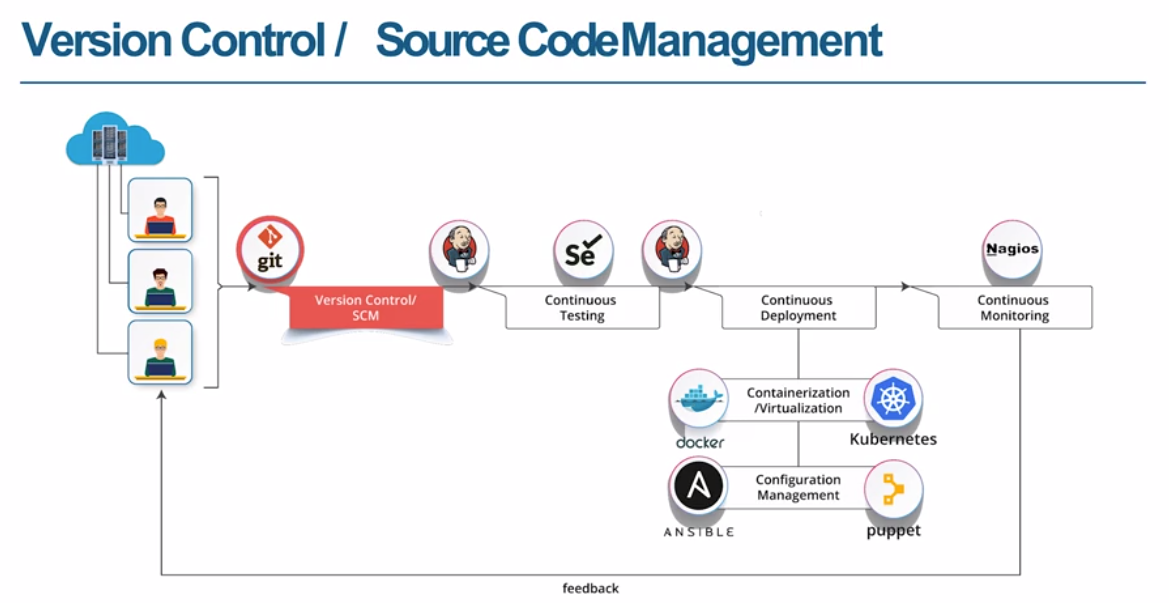 Version Control / Source Code Management
git
Version Control/
SCM
Se
Continuous
Testing
Continuous
Deployment
Nagios
Continuous
Monitoring
Containerization
/Virtualization
docker
Kubernetes
Configuration
Management
ANSIBLE
puppet
feedback